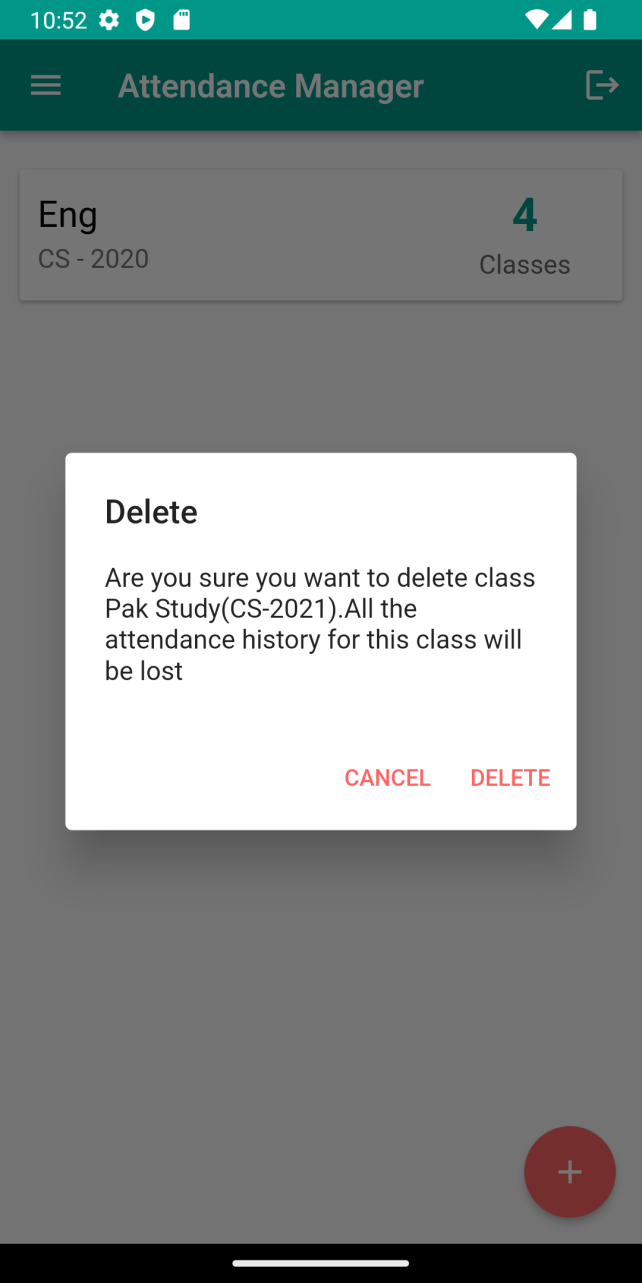 10:52
Attendance Manager
Eng
4
CS - 2020
Classes
Delete
Are you sure you want to delete class
Pak Study(CS-2021).All the
attendance history for this class will
be lost
CANCEL DELETE